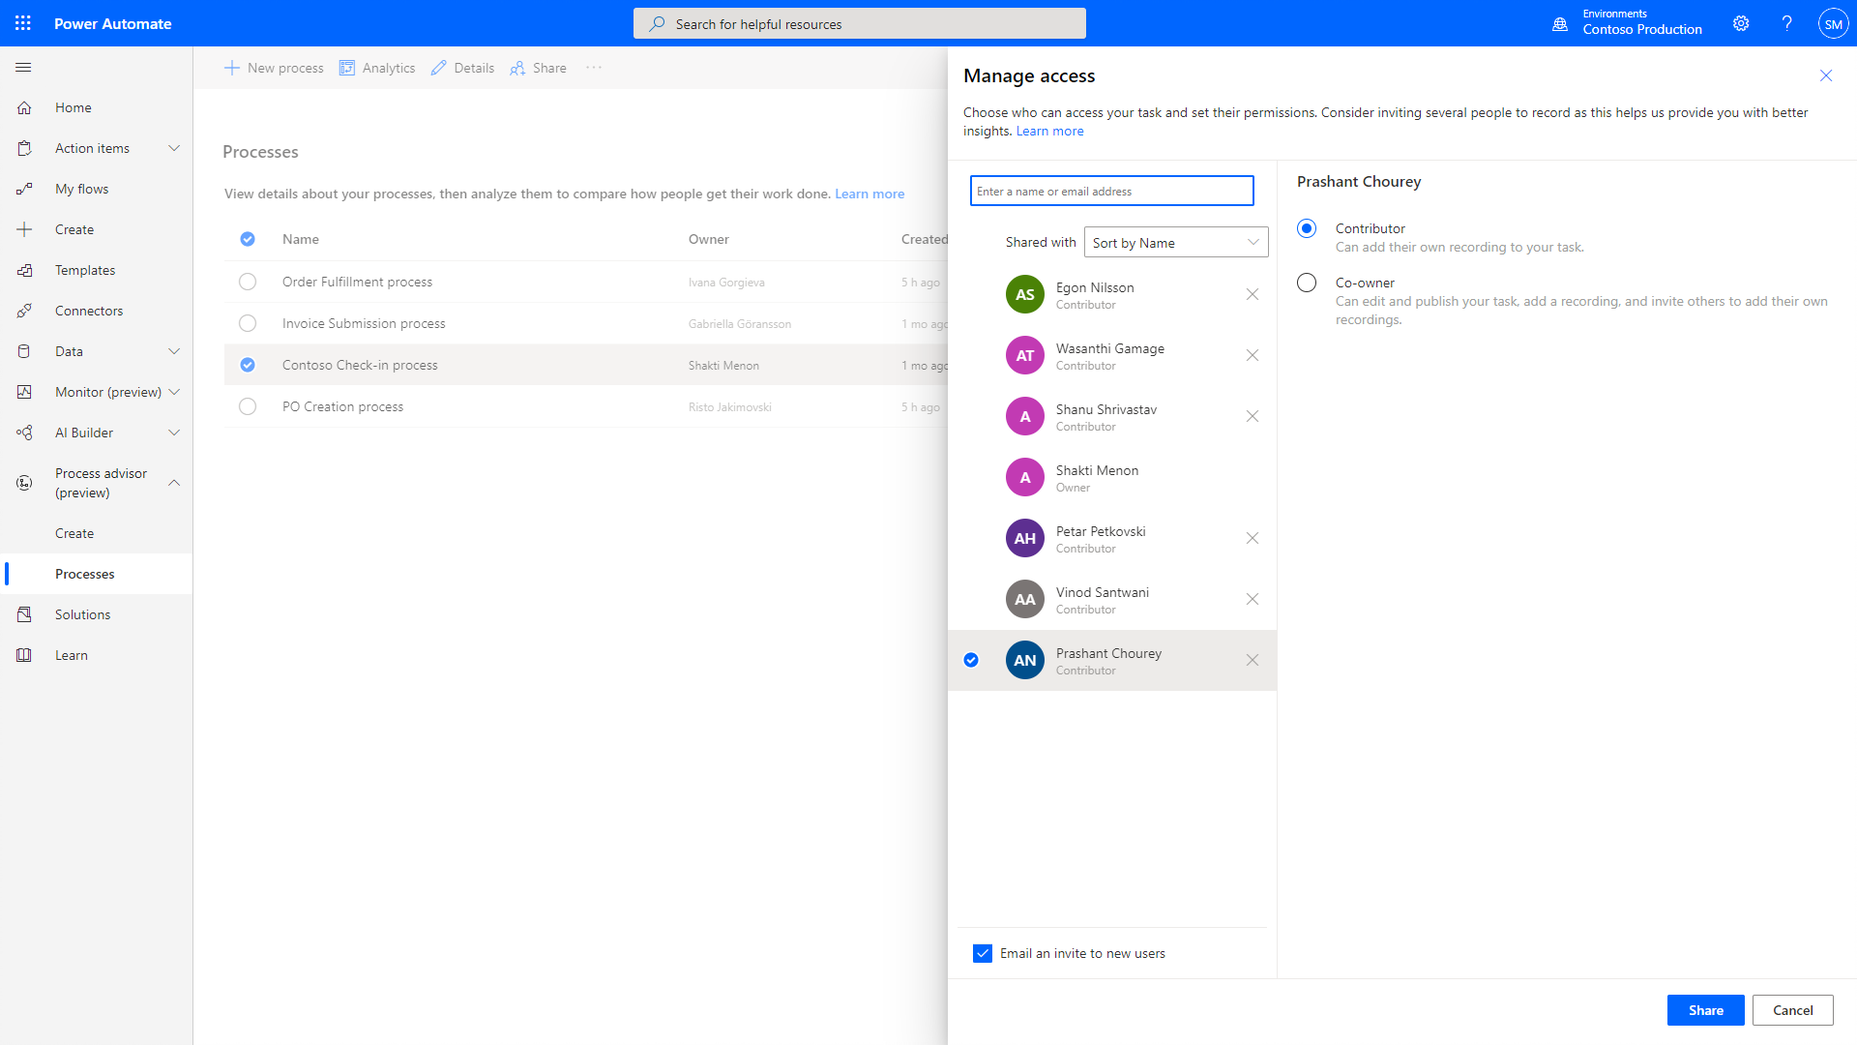 Power Automate
Search for helpful resources
Environments
Contoso Production
SM
Home
Action items
My flows
Create
Templates
Connectors
Data
Monitor (preview)
AI Builder
Process advisor
(preview)
Create
Processes
Solutions
Learn
New process
Analytics
Details
Share
Processes
View details about your processes, then analyze them to compare how people get their work done. Learn more
Name Owner Created
Order Fulfillment process Ivana Gorgieva 5 h ago
Invoice Submission process Gabriella Göransson 1 mo ago
Contoso Check-in process Shakti Menon 1 mo ago
PO Creation process Risto Jakimovski 5 h ago
Manage access
Choose who can access your task and set their permissions. Consider inviting several people to record as this helps us provide you with better
insights. Learn more
Enter a name or email address
Shared with Sort by Name
AS Egon Nilsson
Contributor
AT Wasanthi Gamage
Contributor
A Shanu Shrivastav
Contributor
A Shakti Menon
Owner
AH Petar Petkovski
Contributor
AA Vinod Santwani
Contributor
AN Prashant Chourey
Contributor
Email an invite to new users
Prashant Chourey
Contributor
Can add their own recording to your task.
Co-owner
Can edit and publish your task, add a recording, and invite others to add their own
recordings.
Share
Cancel